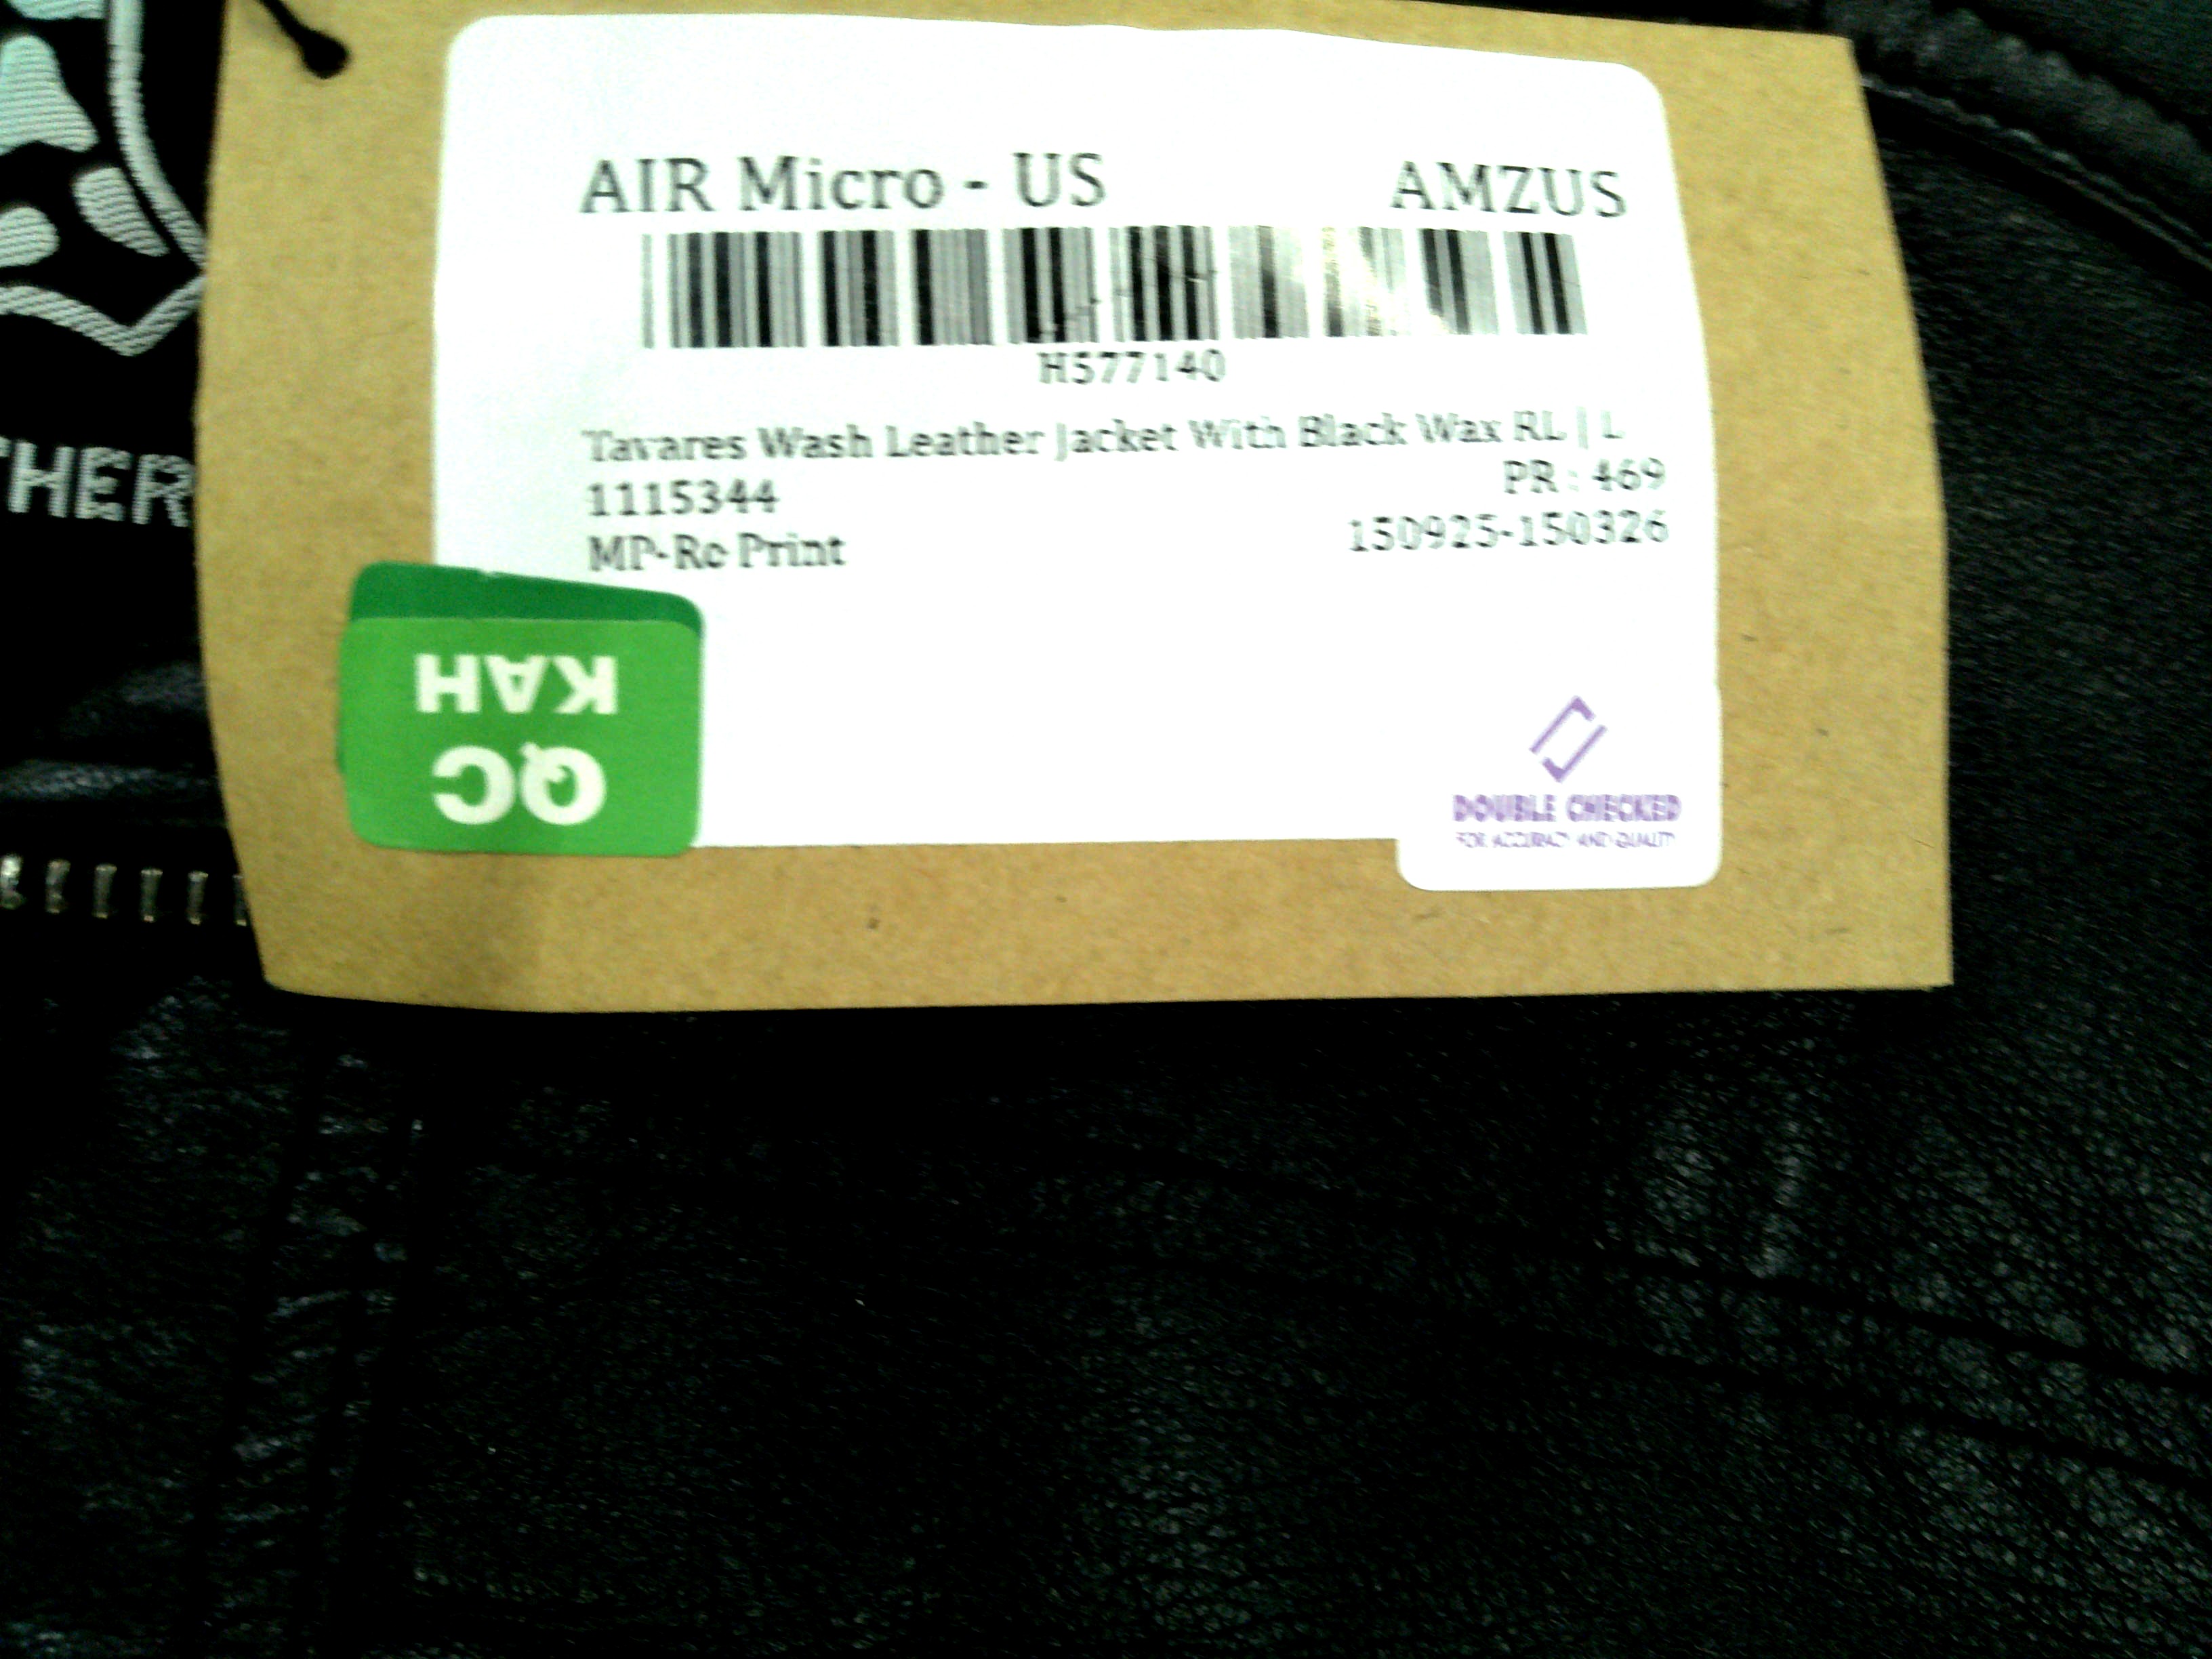 AIR Micro - US AMZUS
H577140
Tavares Wash Leather Jacket With Black Wax RL | L
1115344 PR : 469
MP-Re Print 150925-150326
QC
KAH
DOUBLE CHECKED
FOR ACCURACY AND QUALITY
THER